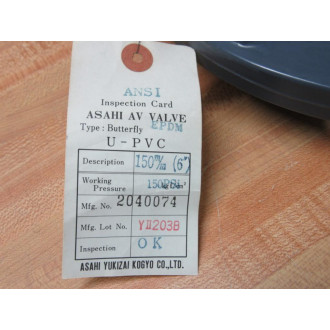 ANSI
Inspection Card
ASAHI AV VALVE
Type: Butterfly EPDM
U-PVC
Description 150 m/m (6")
Working Pressure 150PSI
Mfg. No. 2040074
Mfg. Lot No. Y112038
Inspection OK
ASAHI YUKIZAI KOGYO CO., LTD.